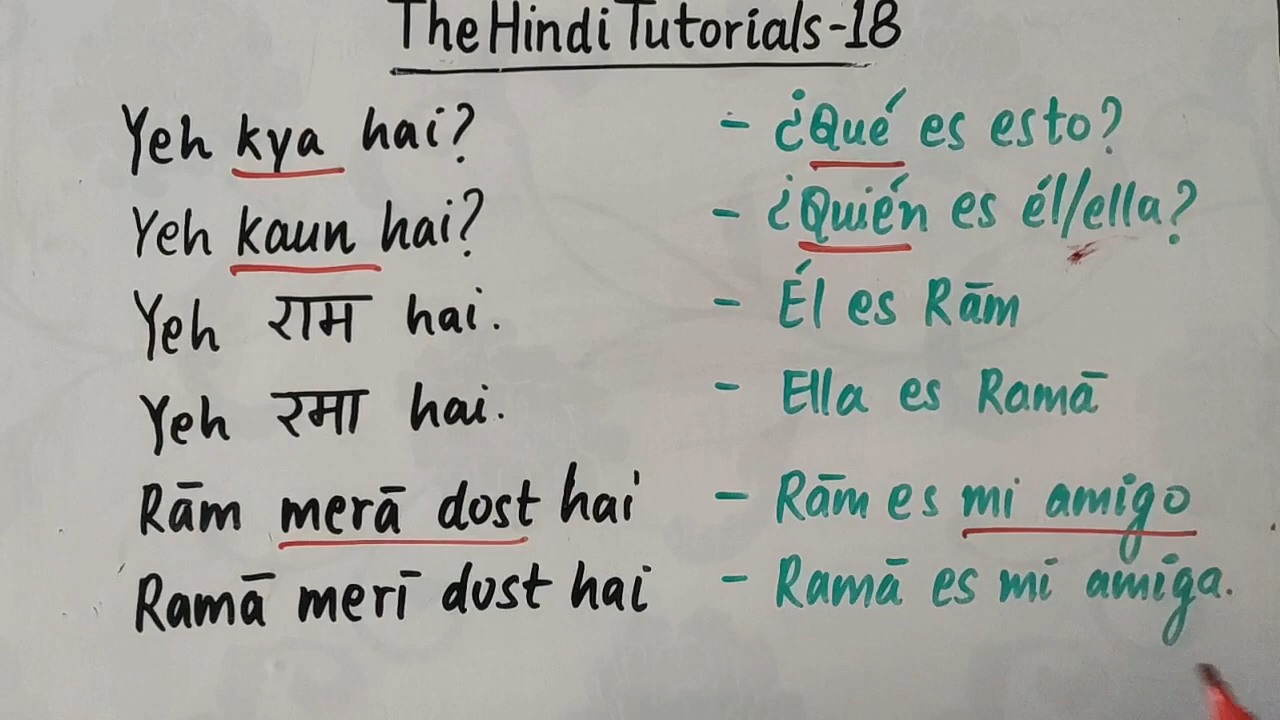 The Hindi Tutorials-18
Yeh kya hai? - ¿Qué es esto?
Yeh kaun hai? - ¿Quién es él/ella?
Yeh राम hai. - Él es Rām
Yeh रमा hai. - Ella es Ramā
Rām merā dost hai - Rām es mi amigo
Ramā merī dost hai - Ramā es mi amiga.